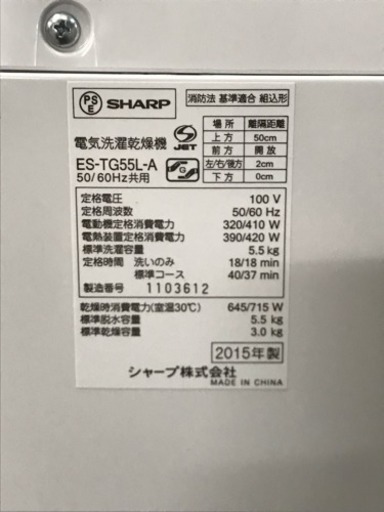 PS
E
SHARP
消防法 基準適合 組込形
電気洗濯乾燥機
JET
ES-TG55L-A
50/60Hz共用
G
場所 離隔距離
上方 50cm
前方 開放
左/右/後方 2cm
下方 0cm
定格電圧 100 V
定格周波数 50/60 Hz
電動機定格消費電力 320/410 W
電熱装置定格消費電力 390/420 W
標準洗濯容量 5.5 kg
定格時間 洗いのみ 18/18 min
標準コース 40/37 min
製造番号 1103612
乾燥時消費電力(室温30℃) 645/715 W
標準脱水容量 5.5 kg
標準乾燥容量 3.0 kg
2015年製
シャープ株式会社
MADE IN CHINA